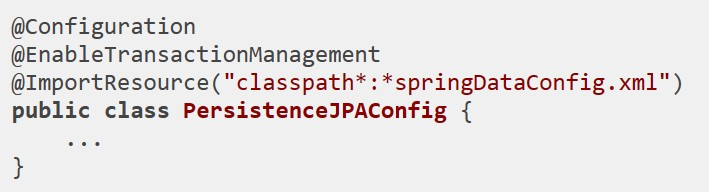 @Configuration
@EnableTransactionManagement
@ImportResource("classpath*:*springDataConfig.xml")
public class PersistenceJPAConfig {
    ...
}